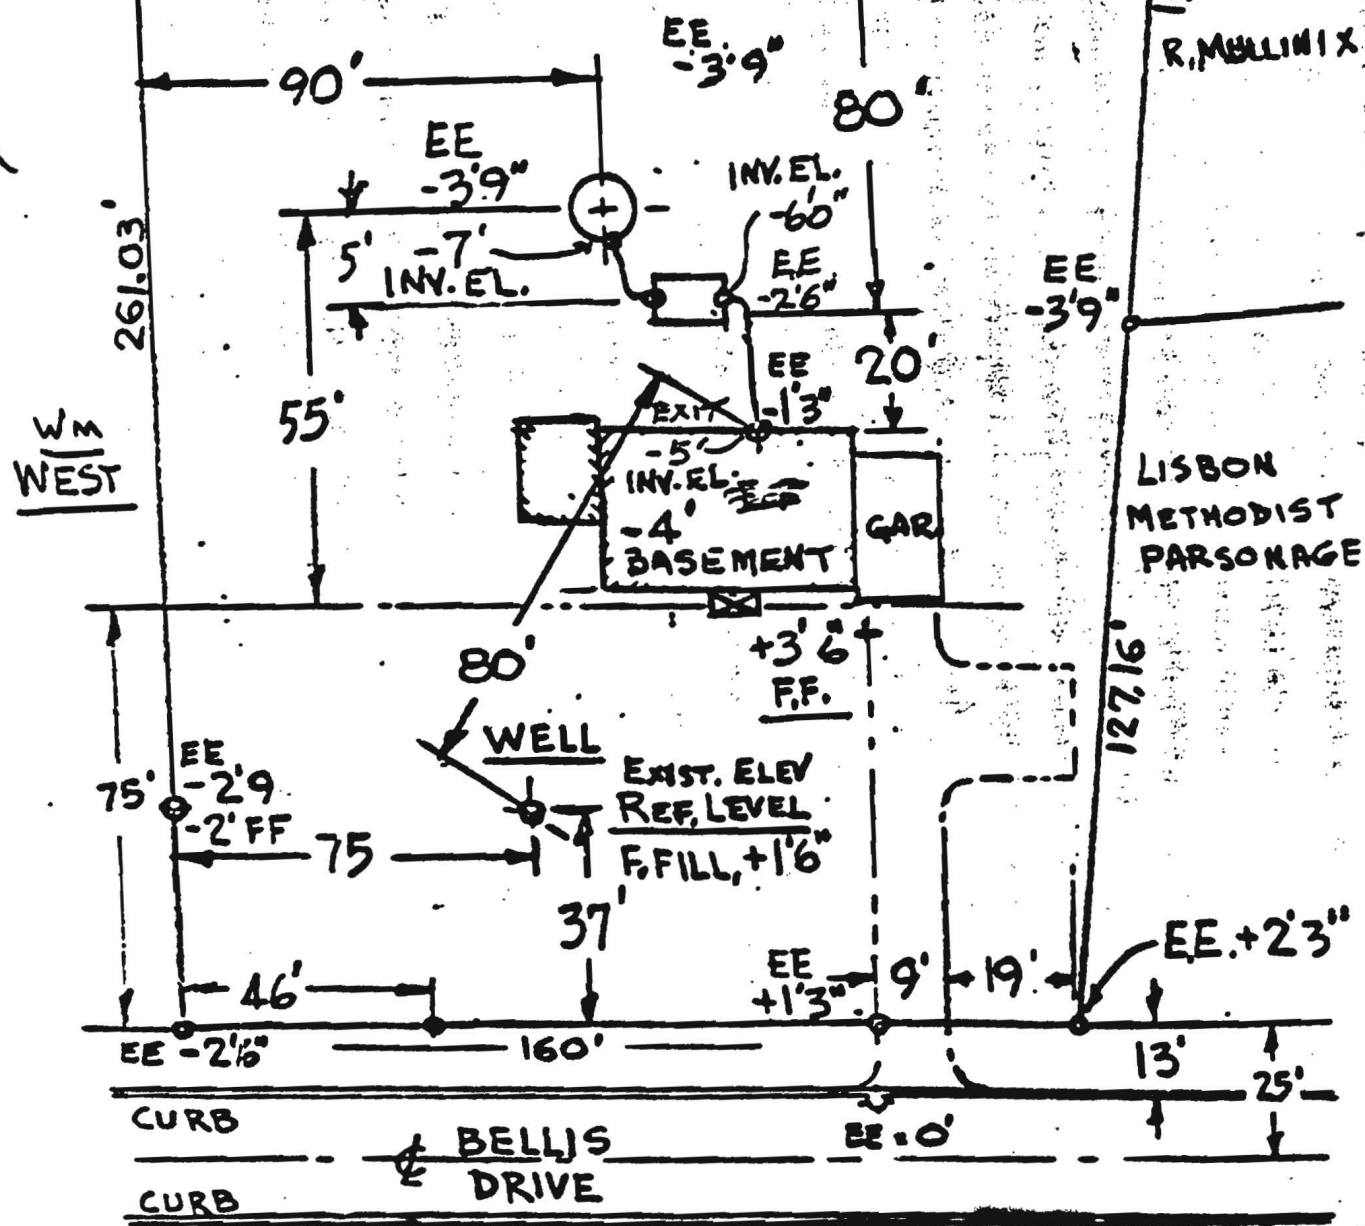 EE
-3'9"
R. MULLINIX
90'
80'
EE
-3'9"
INV. EL.
-6'0"
5'
-7'
INV. EL.
EE
-2'6"
EE
-3'9"
261.03'
20'
EE
-1'3"
55'
EXIT
-5'
INV. EL.
-4'
BASEMENT
GAR.
WM
WEST
LISBON
METHODIST
PARSONAGE
80'
+3'6"
F.F.
127.16'
WELL
75'
EE
-2'9
-2'FF
EXIST. ELEV
REF. LEVEL
F. FILL, +1'6"
75
37'
E.E. +2'3"
46'
EE
+1'3"
9'
19'
EE -2'6"
160'
13'
25'
CURB
EE = 0'
BELLIS
DRIVE
CURB